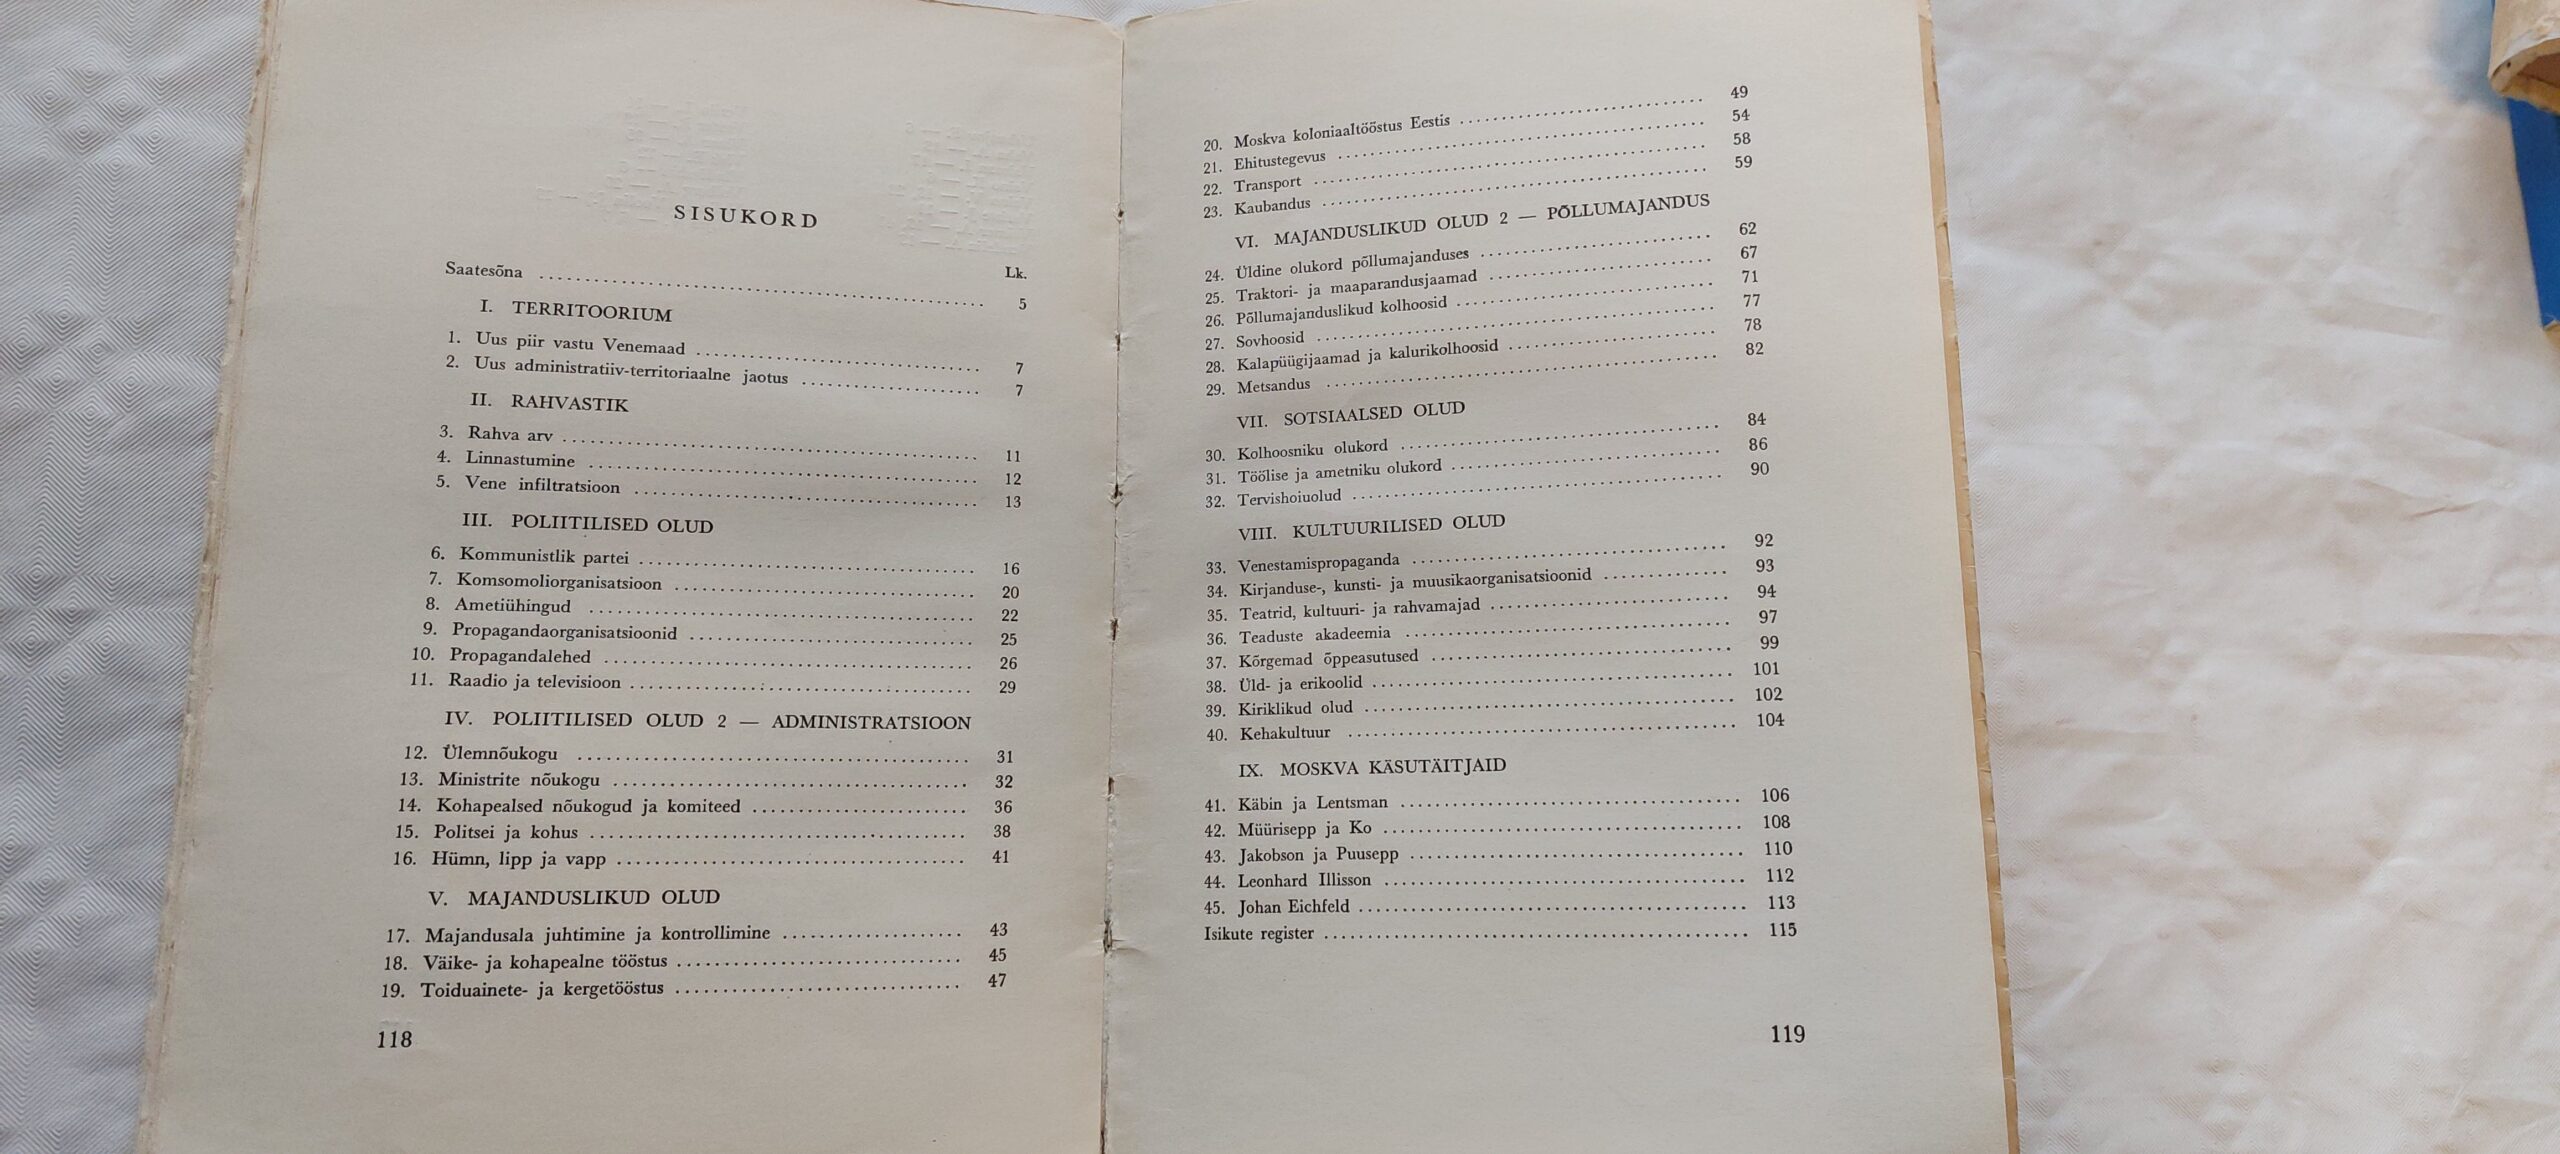 SISUKORD
Lk.
Saatesõna ........................................ 5
I. TERRITOORIUM
1. Uus piir vastu Venemaad ........................................ 7
2. Uus administratiiv-territoriaalne jaotus ........................................ 7
II. RAHVASTIK
3. Rahva arv ........................................ 11
4. Linnastumine ........................................ 12
5. Vene infiltratsioon ........................................ 13
III. POLIITILISED OLUD
6. Kommunistlik partei ........................................ 16
7. Komsomoliorganisatsioon ........................................ 20
8. Ametiühingud ........................................ 22
9. Propagandaorganisatsioonid ........................................ 25
10. Propagandalehed ........................................ 26
11. Raadio ja televisioon ........................................ 29
IV. POLIITILISED OLUD 2 — ADMINISTRATSIOON
12. Ülemnõukogu ........................................ 31
13. Ministrite nõukogu ........................................ 32
14. Kohapealsed nõukogud ja komiteed ........................................ 36
15. Politsei ja kohus ........................................ 38
16. Hümn, lipp ja vapp ........................................ 41
V. MAJANDUSLIKUD OLUD
17. Majandusala juhtimine ja kontrollimine ........................................ 43
18. Väike- ja kohapealne tööstus ........................................ 45
19. Toiduainete- ja kergetööstus ........................................ 47
118
20. Moskva koloniaaltööstus Eestis ........................................ 49
21. Ehitustegevus ........................................ 54
22. Transport ........................................ 58
23. Kaubandus ........................................ 59
VI. MAJANDUSLIKUD OLUD 2 — PÕLLUMAJANDUS
24. Üldine olukord põllumajanduses ........................................ 62
25. Traktori- ja maaparandusjaamad ........................................ 67
26. Põllumajanduslikud kolhoosid ........................................ 71
27. Sovhoosid ........................................ 77
28. Kalapüügijaamad ja kalurikolhoosid ........................................ 78
29. Metsandus ........................................ 82
VII. SOTSIAALSED OLUD
30. Kolhoosniku olukord ........................................ 84
31. Töölise ja ametniku olukord ........................................ 86
32. Tervishoiuolud ........................................ 90
VIII. KULTUURILISED OLUD
33. Venestamispropaganda ........................................ 92
34. Kirjanduse-, kunsti- ja muusikaorganisatsioonid ........................................ 93
35. Teatrid, kultuuri- ja rahvamajad ........................................ 94
36. Teaduste akadeemia ........................................ 97
37. Kõrgemad õppeasutused ........................................ 99
38. Üld- ja erikoolid ........................................ 101
39. Kiriklikud olud ........................................ 102
40. Kehakultuur ........................................ 104
IX. MOSKVA KÄSUTÄITJAID
41. Käbin ja Lentsman ........................................ 106
42. Müürisepp ja Ko ........................................ 108
43. Jakobson ja Puusepp ........................................ 110
44. Leonhard Illisson ........................................ 112
45. Johan Eichfeld ........................................ 113
Isikute register ........................................ 115
119